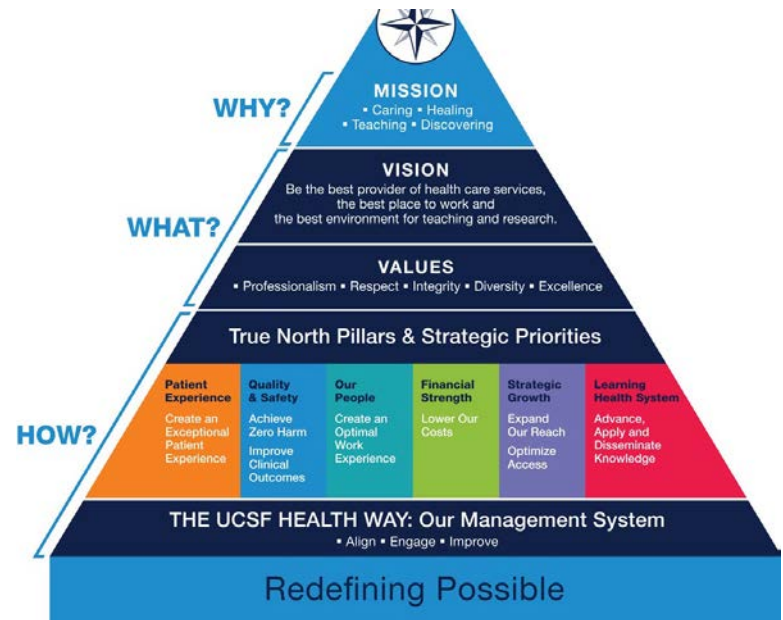 WHY?
MISSION
▪ Caring ▪ Healing
▪ Teaching ▪ Discovering
WHAT?
VISION
Be the best provider of health care services,
the best place to work and
the best environment for teaching and research.
VALUES
▪ Professionalism ▪ Respect ▪ Integrity ▪ Diversity ▪ Excellence
HOW?
True North Pillars & Strategic Priorities
Patient
Experience
Create an
Exceptional
Patient
Experience
Quality
& Safety
Achieve
Zero Harm
Improve
Clinical
Outcomes
Our
People
Create an
Optimal
Work
Experience
Financial
Strength
Lower Our
Costs
Strategic
Growth
Expand
Our Reach
Optimize
Access
Learning
Health System
Advance,
Apply and
Disseminate
Knowledge
THE UCSF HEALTH WAY: Our Management System
▪ Align ▪ Engage ▪ Improve
Redefining Possible